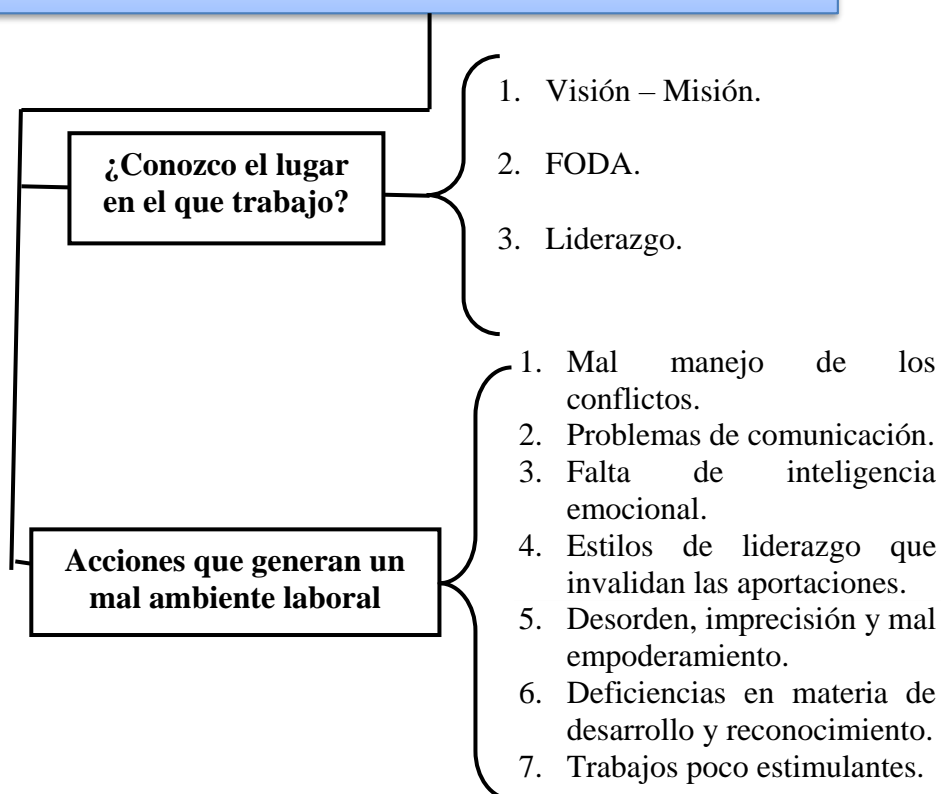 ¿Conozco el lugar
en el que trabajo?
1. Visión – Misión.
2. FODA.
3. Liderazgo.
Acciones que generan un
mal ambiente laboral
1. Mal manejo de los
conflictos.
2. Problemas de comunicación.
3. Falta de inteligencia
emocional.
4. Estilos de liderazgo que
invalidan las aportaciones.
5. Desorden, imprecisión y mal
empoderamiento.
6. Deficiencias en materia de
desarrollo y reconocimiento.
7. Trabajos poco estimulantes.